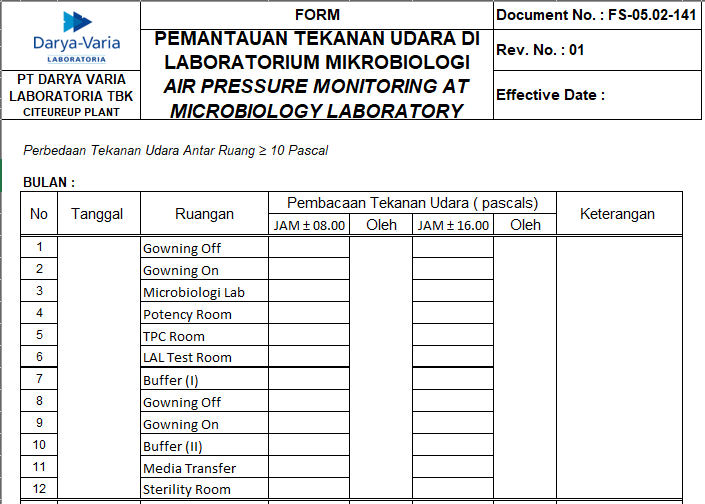 Darya-Varia
LABORATORIA
PT DARYA VARIA
LABORATORIA TBK
CITEUREUP PLANT
FORM
PEMANTAUAN TEKANAN UDARA DI
LABORATORIUM MIKROBIOLOGI
AIR PRESSURE MONITORING AT
MICROBIOLOGY LABORATORY
Document No. : FS-05.02-141
Rev. No. : 01
Effective Date :
Perbedaan Tekanan Udara Antar Ruang ≥ 10 Pascal
BULAN :
No Tanggal Ruangan Pembacaan Tekanan Udara ( pascals) Keterangan
JAM ± 08.00 Oleh JAM ± 16.00 Oleh
1 Gowning Off
2 Gowning On
3 Microbiologi Lab
4 Potency Room
5 TPC Room
6 LAL Test Room
7 Buffer (I)
8 Gowning Off
9 Gowning On
10 Buffer (II)
11 Media Transfer
12 Sterility Room